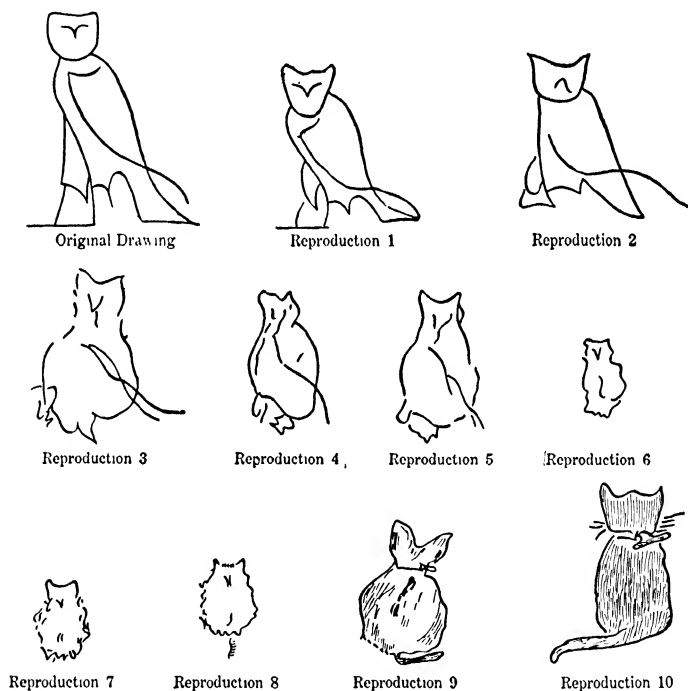 Original Drawing
Reproduction 1
Reproduction 2
Reproduction 3
Reproduction 4
Reproduction 5
Reproduction 6
Reproduction 7
Reproduction 8
Reproduction 9
Reproduction 10